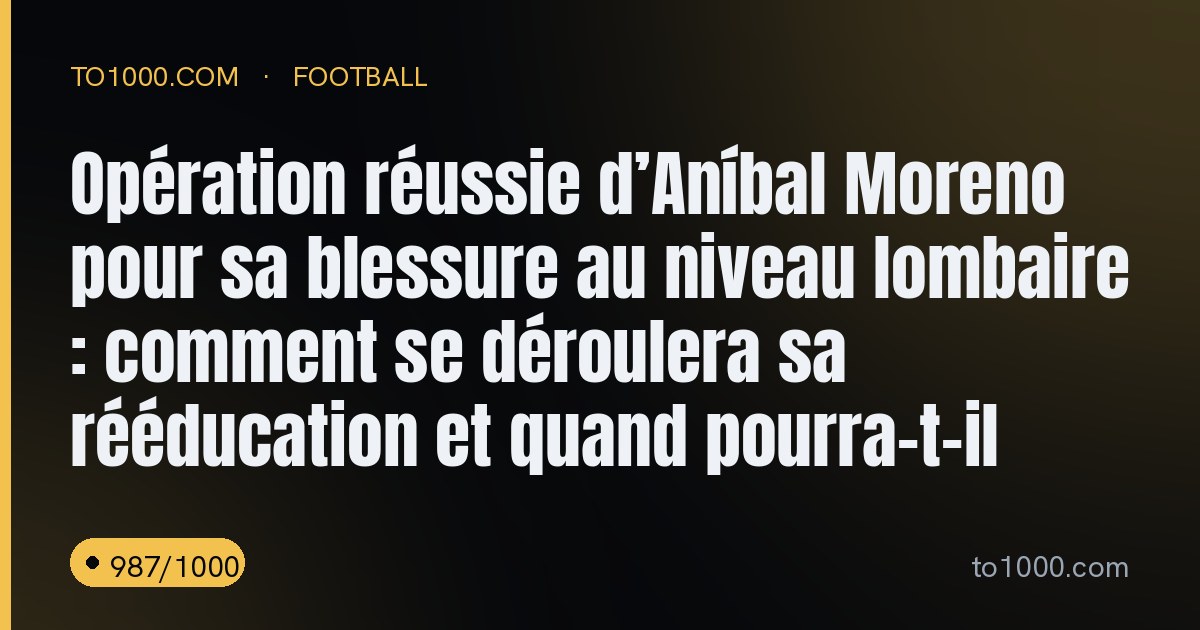 TO1000.COM · FOOTBALL
Opération réussie d’Aníbal Moreno
pour sa blessure au niveau lombaire
: comment se déroulera sa
rééducation et quand pourra-t-il
987/1000
to1000.com